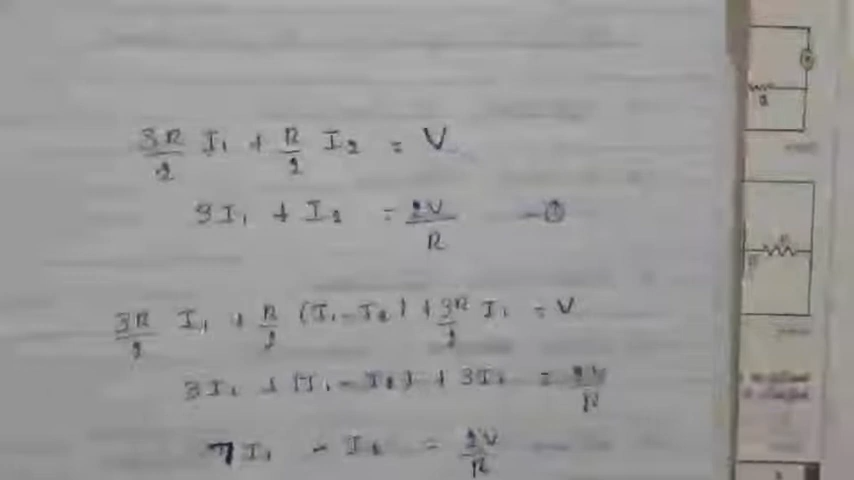 3R/2 I₁ + R/2 I₂ = V
3I₁ + I₂ = 2V/R —①
3R/2 I₁ + R/2 (I₁ - I₂) + 3R/2 I₁ = V
3I₁ + (I₁ - I₂) + 3I₁ = 2V/R
7I₁ - I₂ = 2V/R